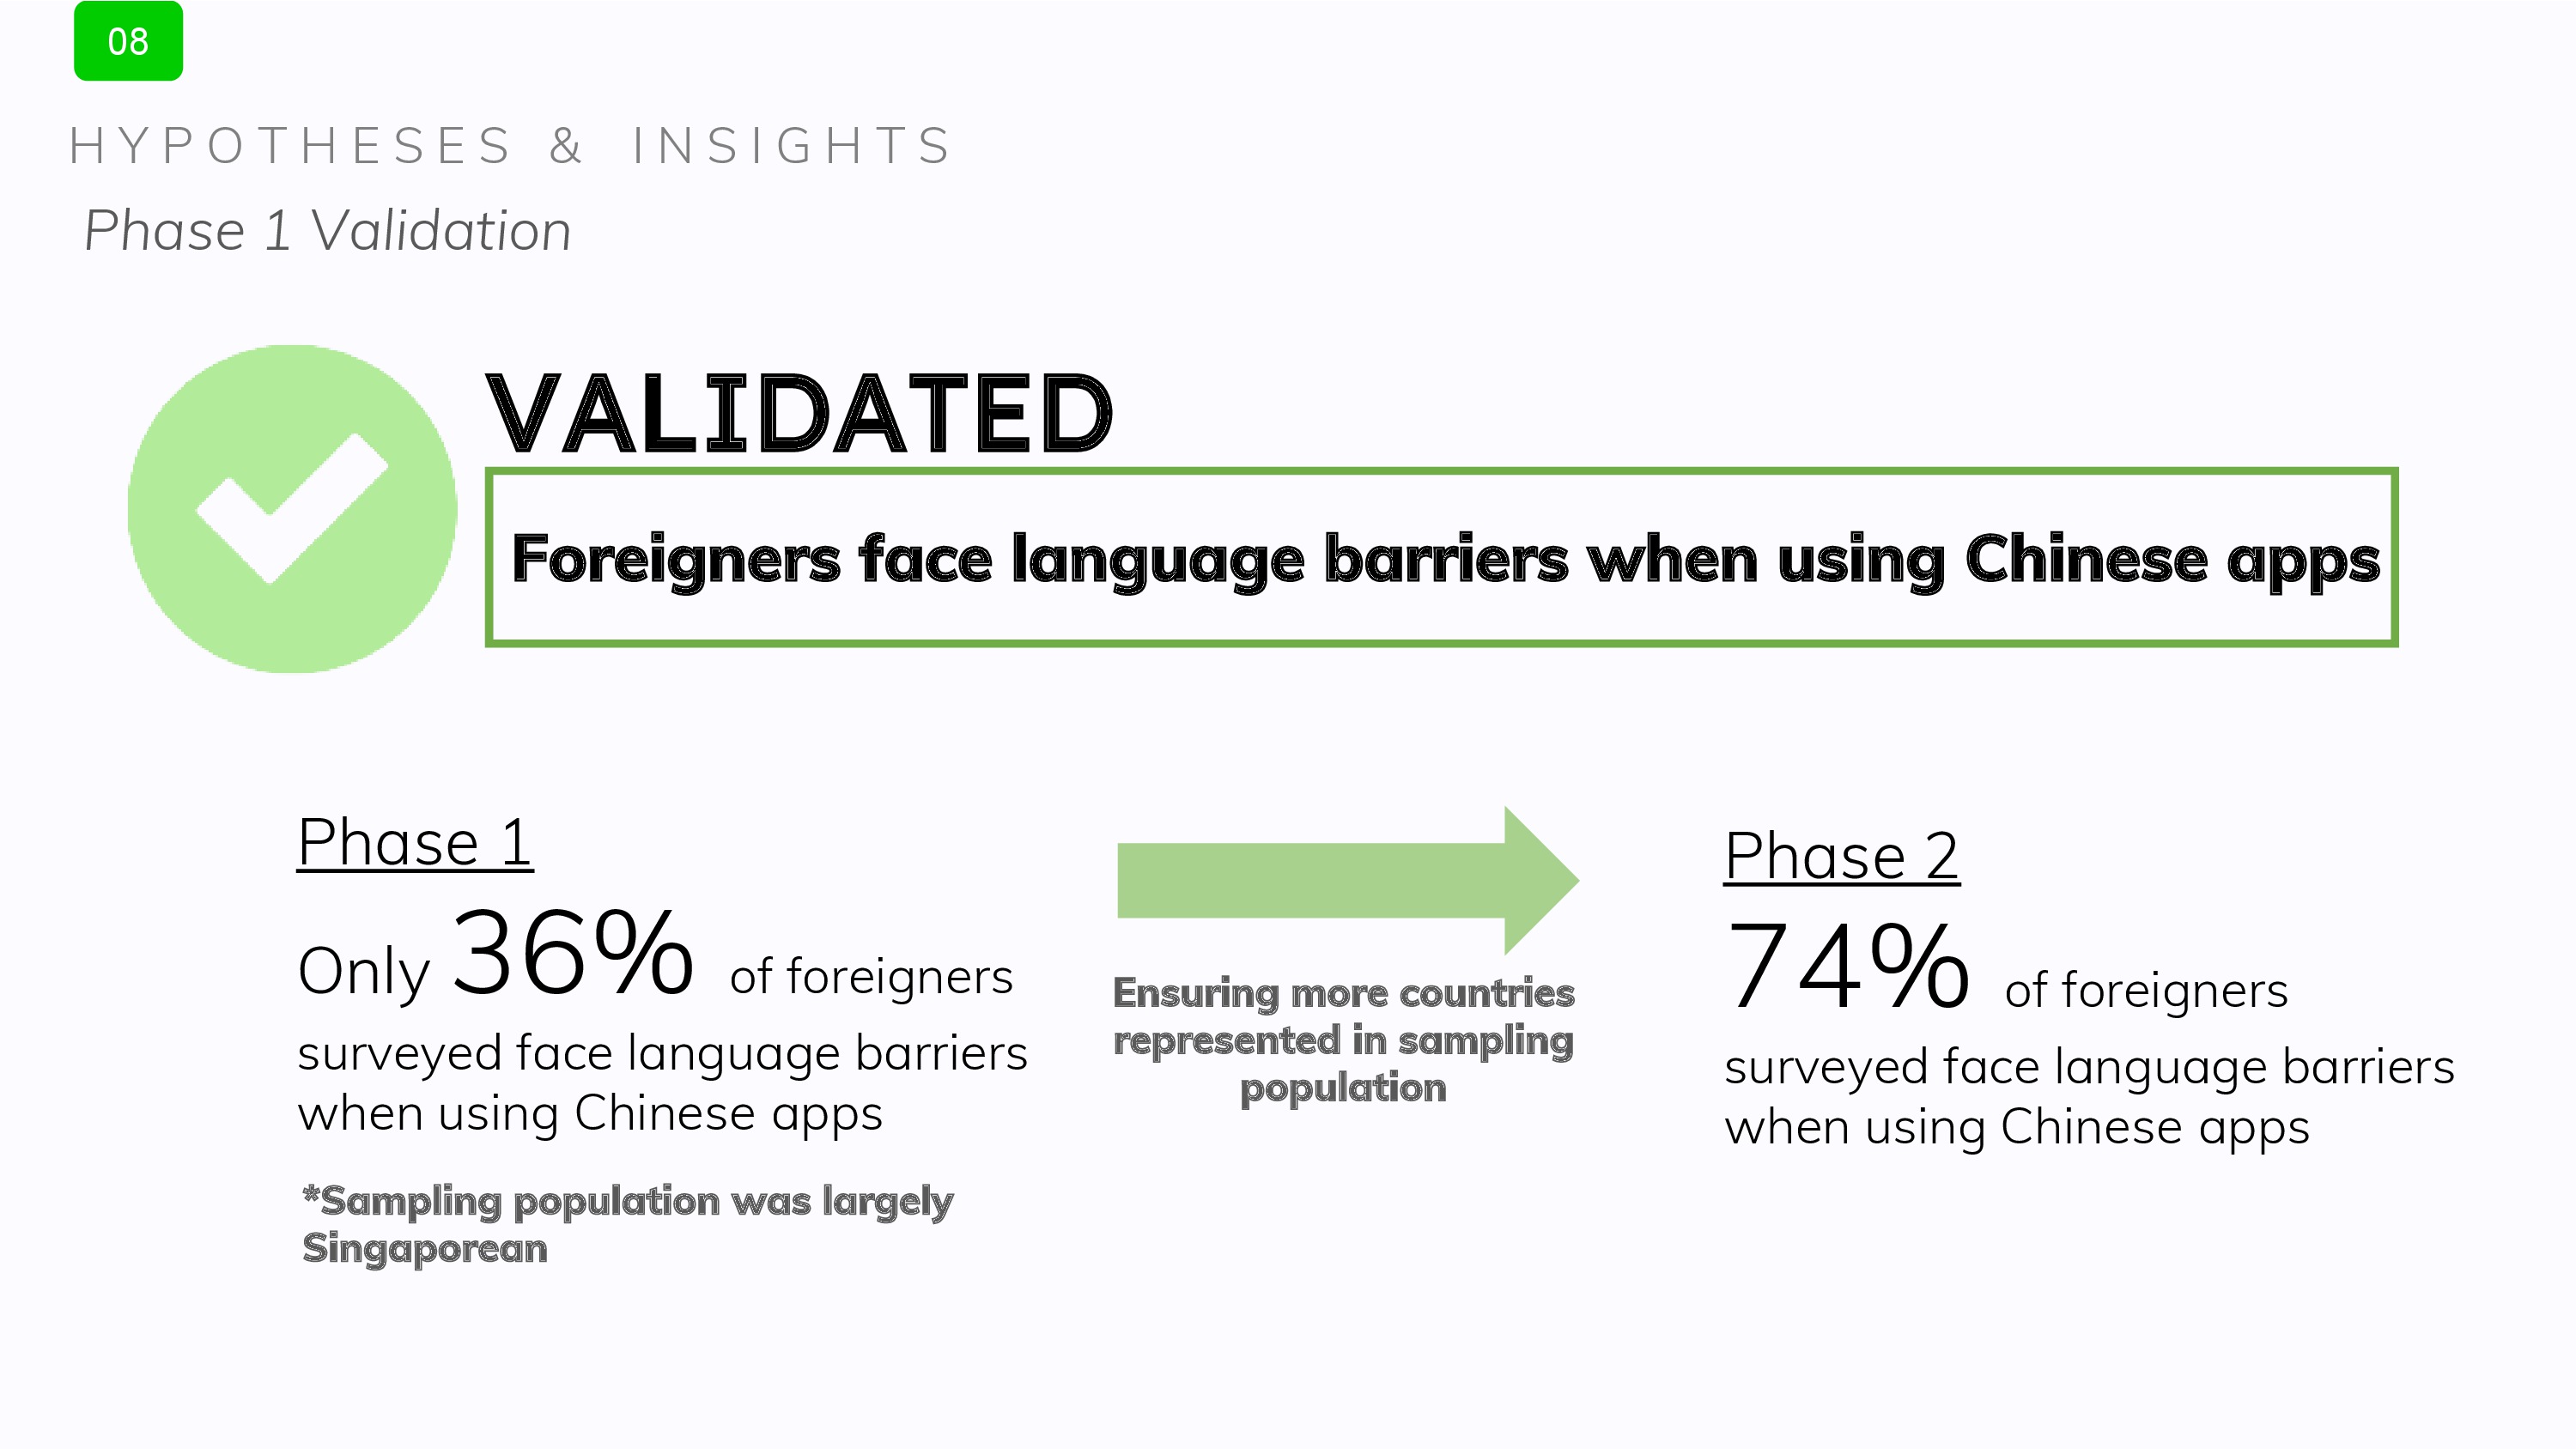 08
HYPOTHESES & INSIGHTS
Phase 1 Validation
VALIDATED
Foreigners face language barriers when using Chinese apps
Phase 1
Only 36% of foreigners
surveyed face language barriers
when using Chinese apps
*Sampling population was largely
Singaporean
Ensuring more countries
represented in sampling
population
Phase 2
74% of foreigners
surveyed face language barriers
when using Chinese apps